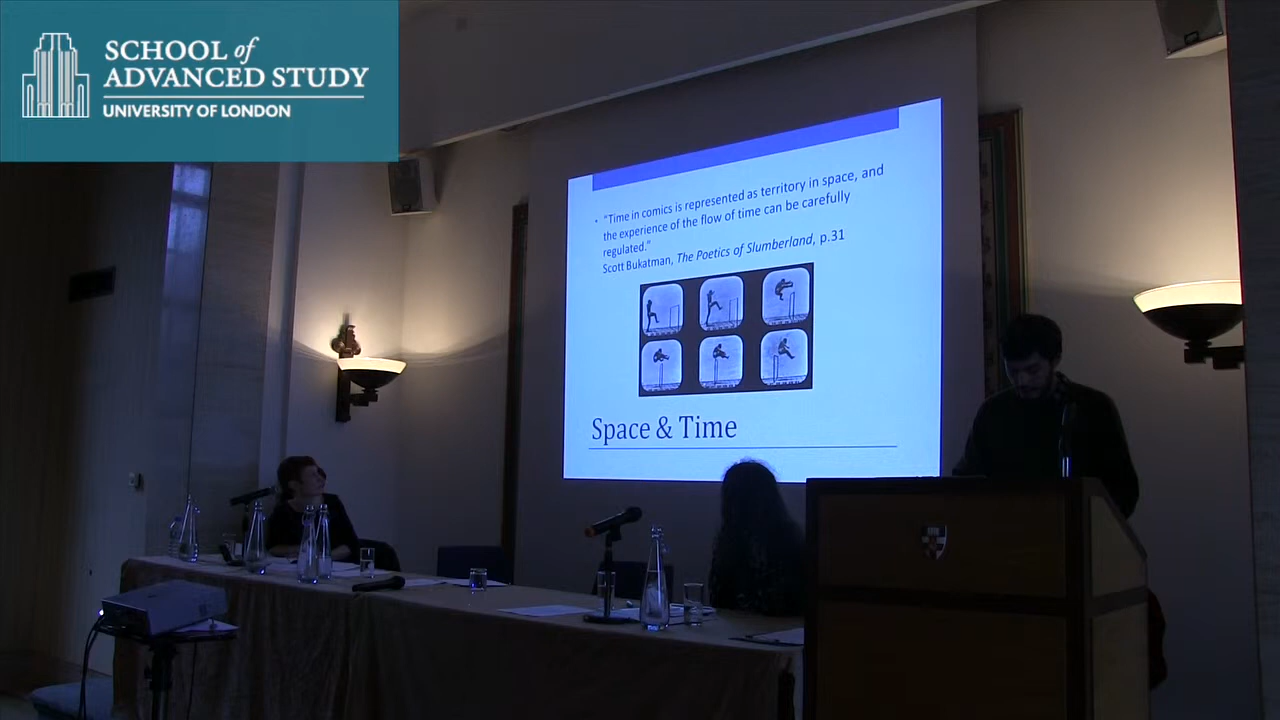 SCHOOL of
ADVANCED STUDY
UNIVERSITY OF LONDON
• "Time in comics is represented as territory in space, and
the experience of the flow of time can be carefully
regulated."
Scott Bukatman, The Poetics of Slumberland, p.31
Space & Time